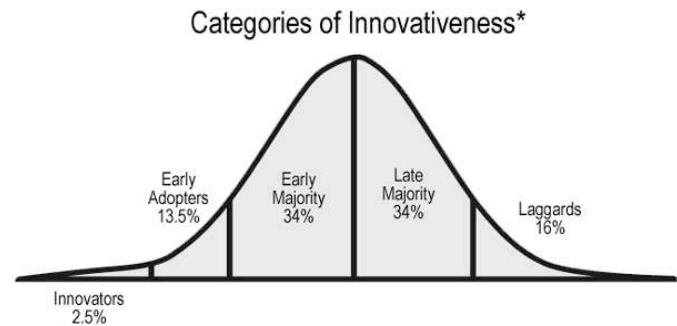 Categories of Innovativeness*
Early
Adopters
13.5%
Early
Majority
34%
Late
Majority
34%
Laggards
16%
Innovators
2.5%